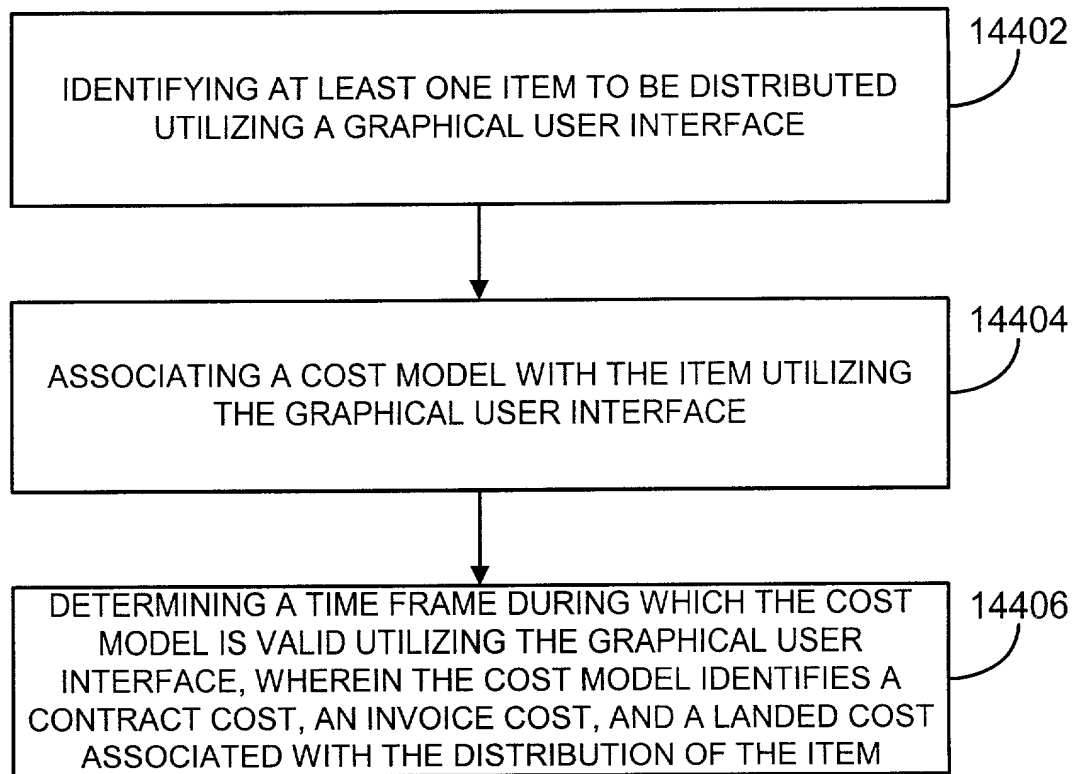 14402
IDENTIFYING AT LEAST ONE ITEM TO BE DISTRIBUTED
UTILIZING A GRAPHICAL USER INTERFACE
14404
ASSOCIATING A COST MODEL WITH THE ITEM UTILIZING
THE GRAPHICAL USER INTERFACE
14406
DETERMINING A TIME FRAME DURING WHICH THE COST
MODEL IS VALID UTILIZING THE GRAPHICAL USER
INTERFACE, WHEREIN THE COST MODEL IDENTIFIES A
CONTRACT COST, AN INVOICE COST, AND A LANDED COST
ASSOCIATED WITH THE DISTRIBUTION OF THE ITEM